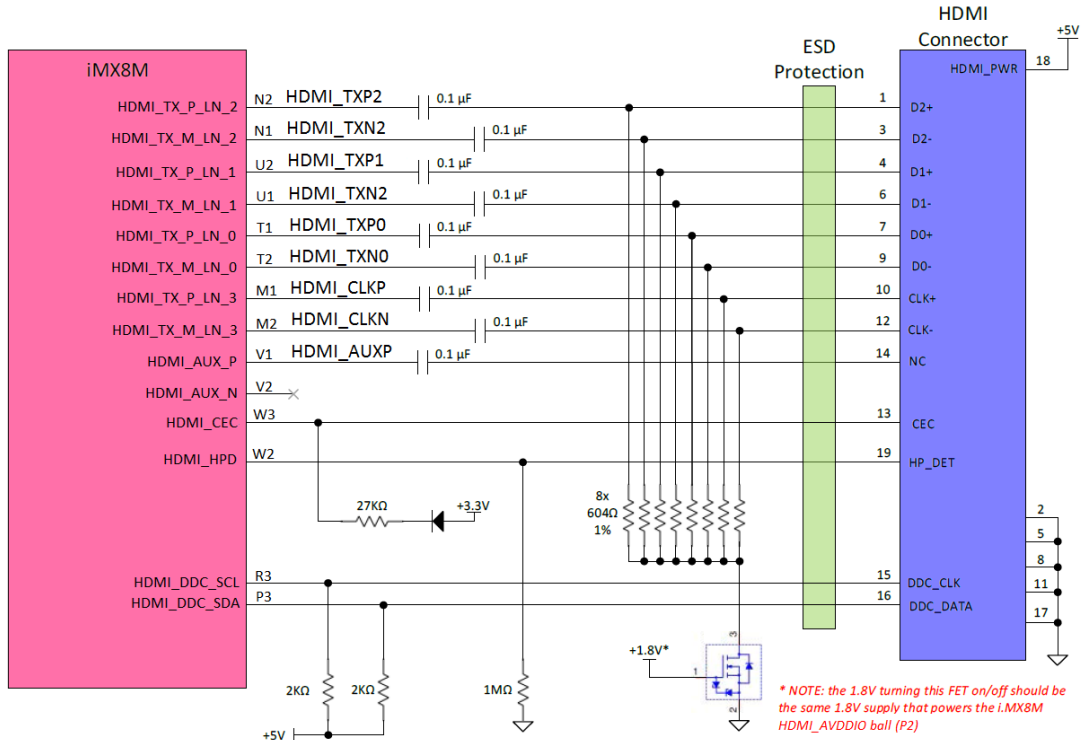 HDMI
Connector
+5V
ESD
Protection
iMX8M
HDMI_PWR 18
HDMI_TX_P_LN_2 N2 HDMI_TXP2 0.1 µF 1 D2+
HDMI_TX_M_LN_2 N1 HDMI_TXN2 0.1 µF 3 D2-
HDMI_TX_P_LN_1 U2 HDMI_TXP1 0.1 µF 4 D1+
HDMI_TX_M_LN_1 U1 HDMI_TXN2 0.1 µF 6 D1-
HDMI_TX_P_LN_0 T1 HDMI_TXP0 0.1 µF 7 D0+
HDMI_TX_M_LN_0 T2 HDMI_TXN0 0.1 µF 9 D0-
HDMI_TX_P_LN_3 M1 HDMI_CLKP 0.1 µF 10 CLK+
HDMI_TX_M_LN_3 M2 HDMI_CLKN 0.1 µF 12 CLK-
HDMI_AUX_P V1 HDMI_AUXP 0.1 µF 14 NC
HDMI_AUX_N V2
HDMI_CEC W3 13 CEC
HDMI_HPD W2 19 HP_DET
27KΩ +3.3V
8x
604Ω
1%
2
5
8
11
17
HDMI_DDC_SCL R3 15 DDC_CLK
HDMI_DDC_SDA P3 16 DDC_DATA
+1.8V* 3
1
2
2KΩ 2KΩ 1MΩ
+5V
* NOTE: the 1.8V turning this FET on/off should be
the same 1.8V supply that powers the i.MX8M
HDMI_AVDDIO ball (P2)